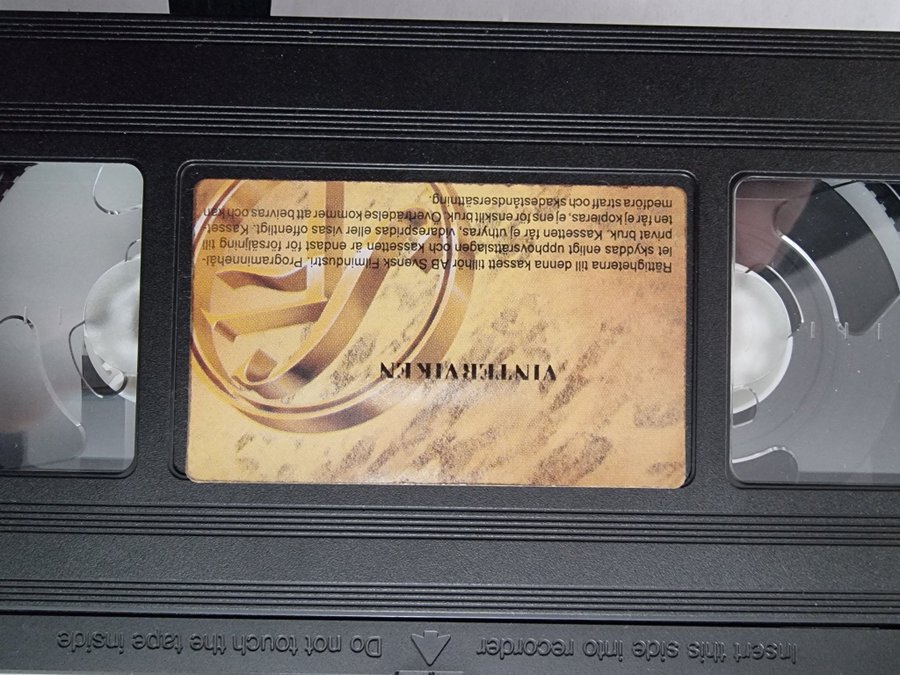 Insert this side into recorder
Do not touch the tape inside
VINTERVIKEN
Rättigheterna till denna kassett tillhör AB Svensk Filmindustri. Programinnehål-
let skyddas enligt upphovsrättslagen och Kassetten är endast för försäljning till
privat bruk. Kassetten får ej uthyras, vidarespridas eller visas offentligt. Kasset-
ten får ej kopieras, ej ens för enskilt bruk. Överträdelse kommer att beivras och kan
medföra straff och skadeståndsersättning.